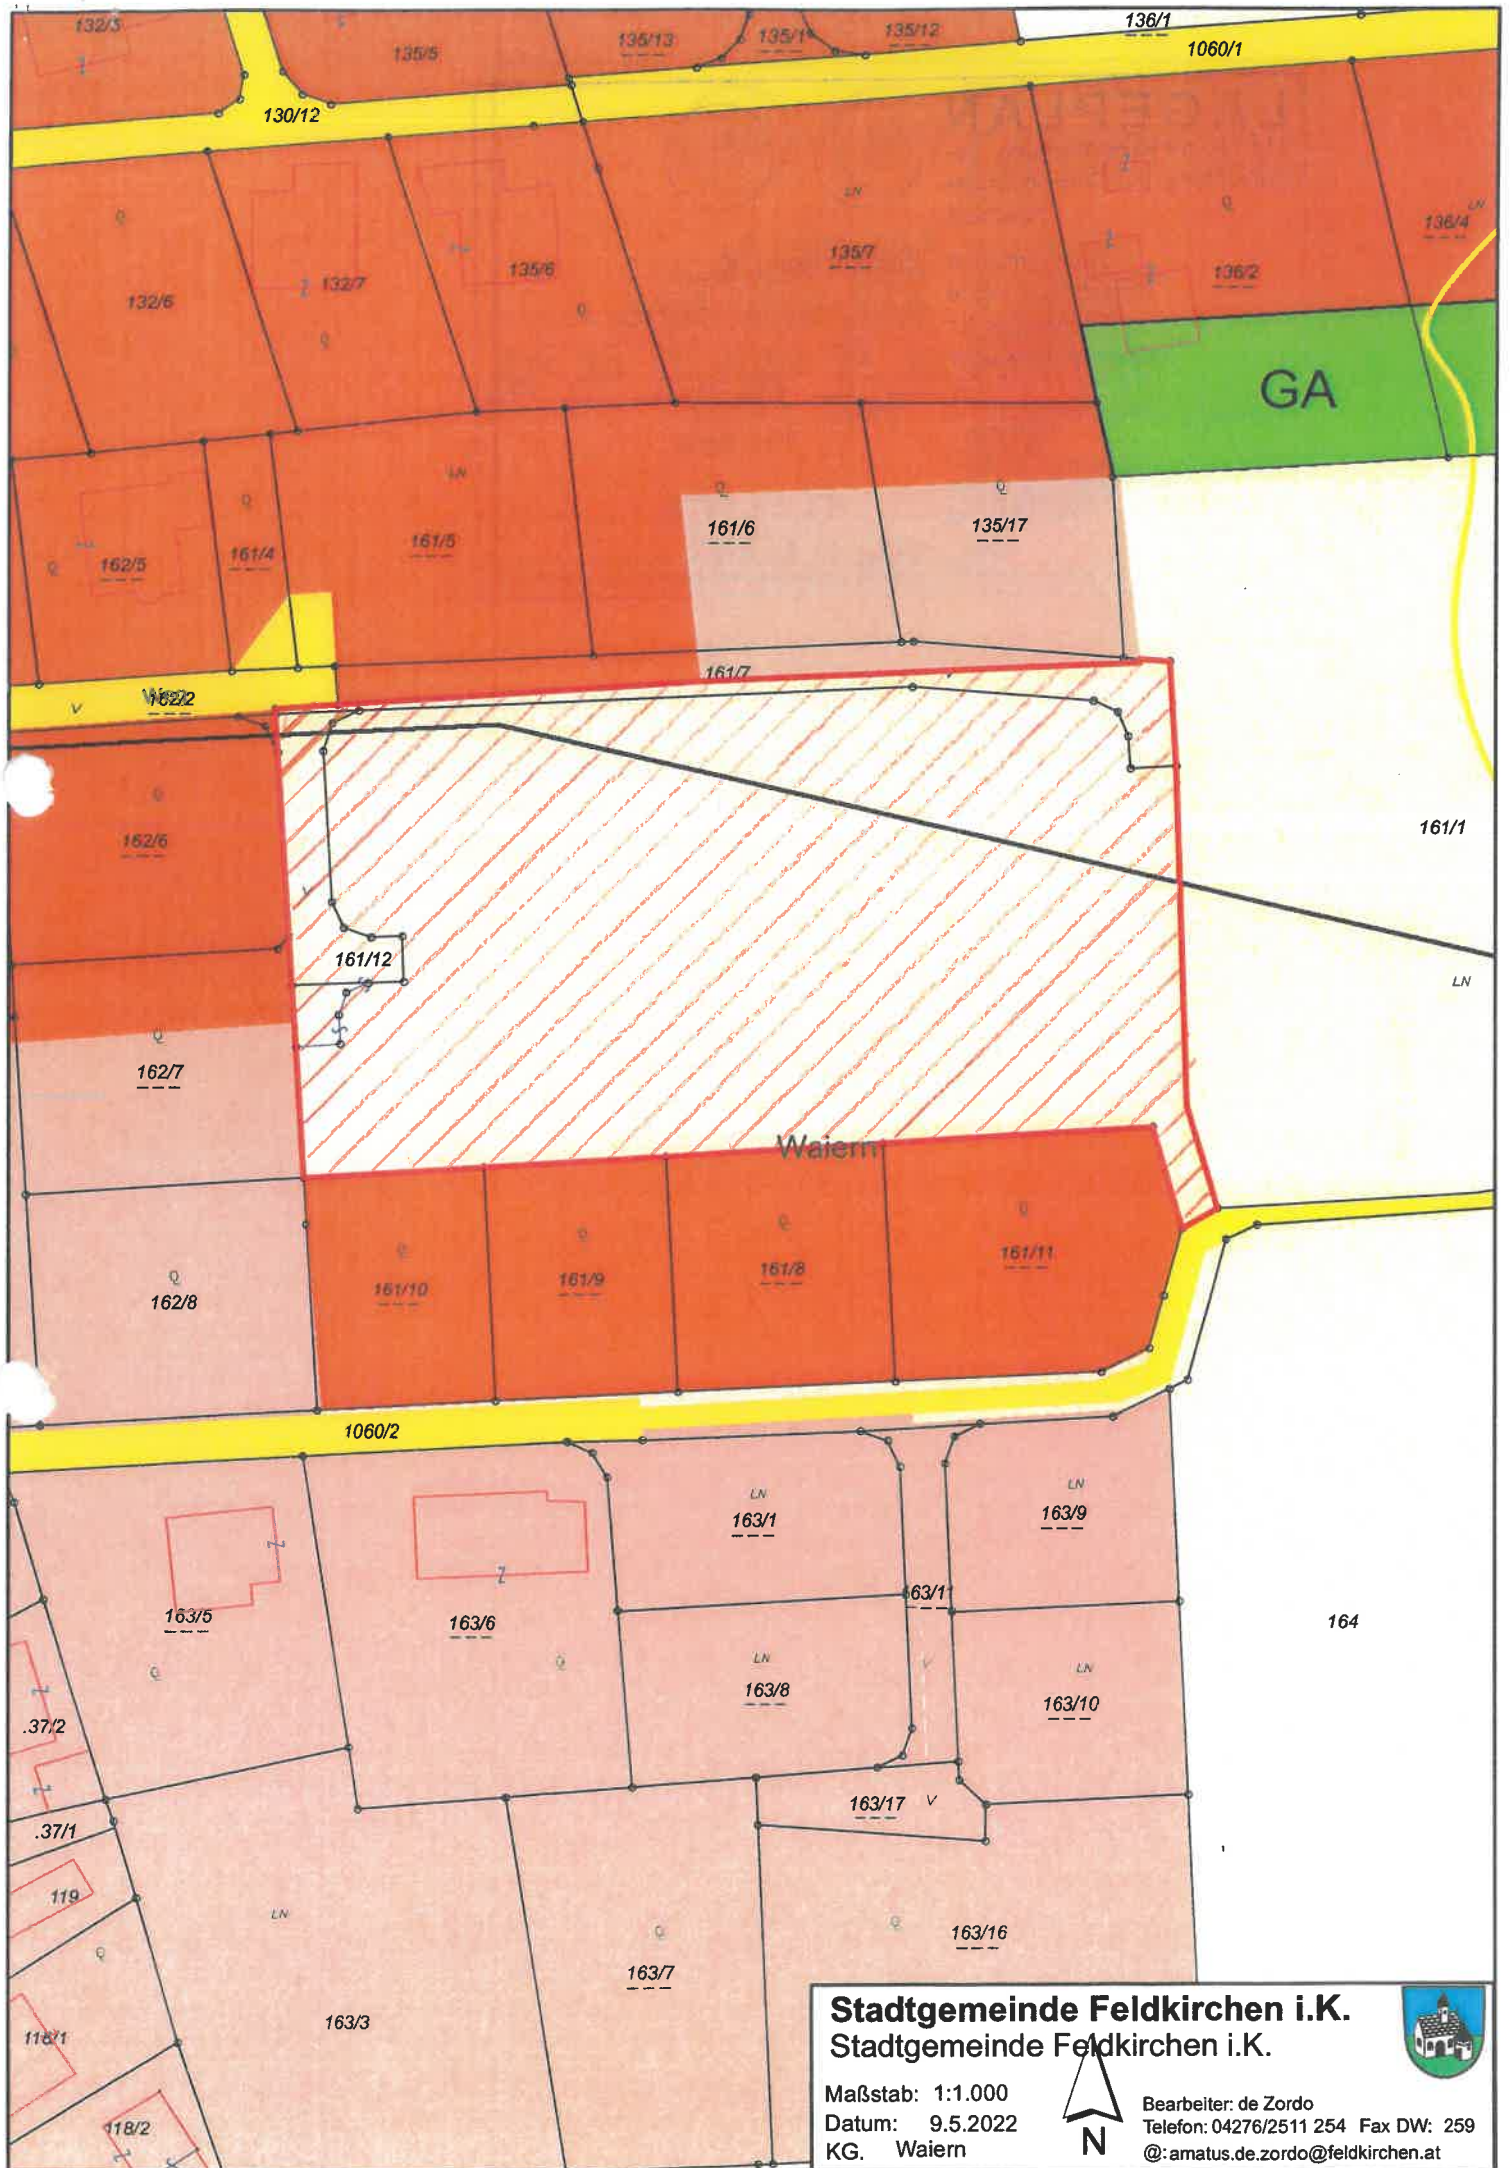 132/3
135/5
135/13
135/12
136/1
1060/1
130/12
Q
LN
Q
LN
136/4
132/6
132/7
135/6
135/7
136/2
Q
Q
GA
LN
Q
Q
Q
161/6
135/17
162/5
161/4
161/5
Q
161/7
162/2
V
Q
162/6
161/1
V
161/12
LN
Q
162/7
Waiern
Q
162/8
Q
161/10
Q
161/9
Q
161/8
Q
161/11
1060/2
LN
163/1
LN
163/9
163/5
163/6
63/11
164
Q
Q
LN
163/8
V
LN
163/10
.37/2
163/17
V
.37/1
119
LN
Q
Q
163/7
Q
163/16
116/1
163/3
118/2
Stadtgemeinde Feldkirchen i.K.
Stadtgemeinde Feldkirchen i.K.
Maßstab: 1:1.000
Datum: 9.5.2022
KG. Waiern
N
Bearbeiter: de Zordo
Telefon: 04276/2511 254 Fax DW: 259
@:amatus.de.zordo@feldkirchen.at